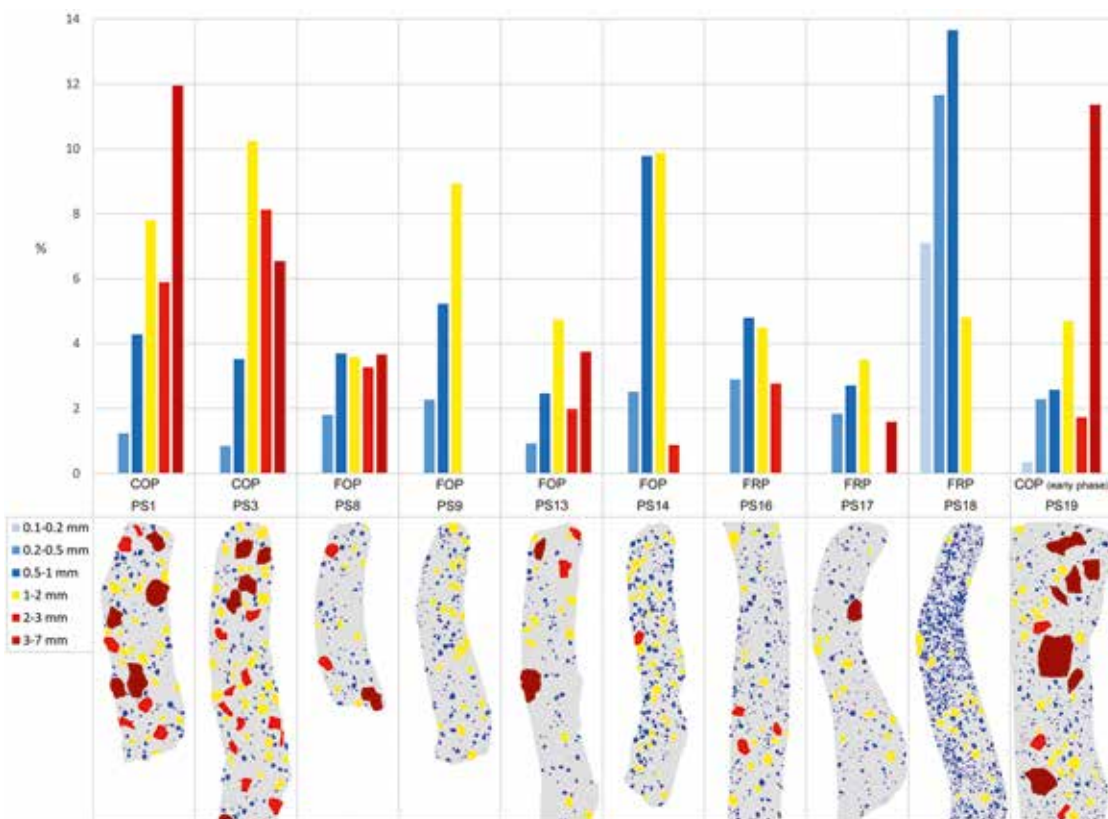 14
12
10
8
%
6
4
2
0
COP COP FOP FOP FOP FOP FRP FRP FRP COP (early phase)
PS1 PS3 PS8 PS9 PS13 PS14 PS16 PS17 PS18 PS19
0.1-0.2 mm
0.2-0.5 mm
0.5-1 mm
1-2 mm
2-3 mm
3-7 mm